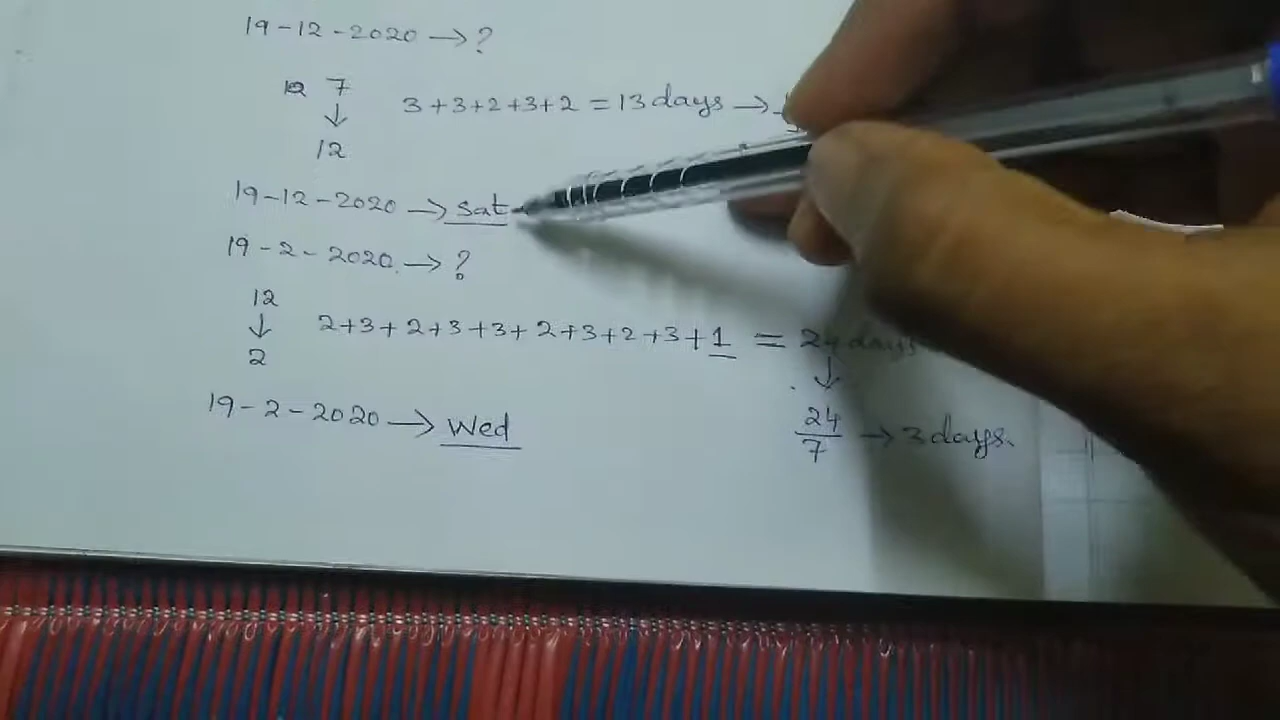 19-12-2020 → ?
7
3+3+2+3+2 = 13 days →
↓
12
19-12-2020 → Sat
19-2-2020 → ?
12
2+3+2+3+3+2+3+2+3+1 = 24 days
↓
2
↓
24/7 → 3 days.
19-2-2020 → Wed